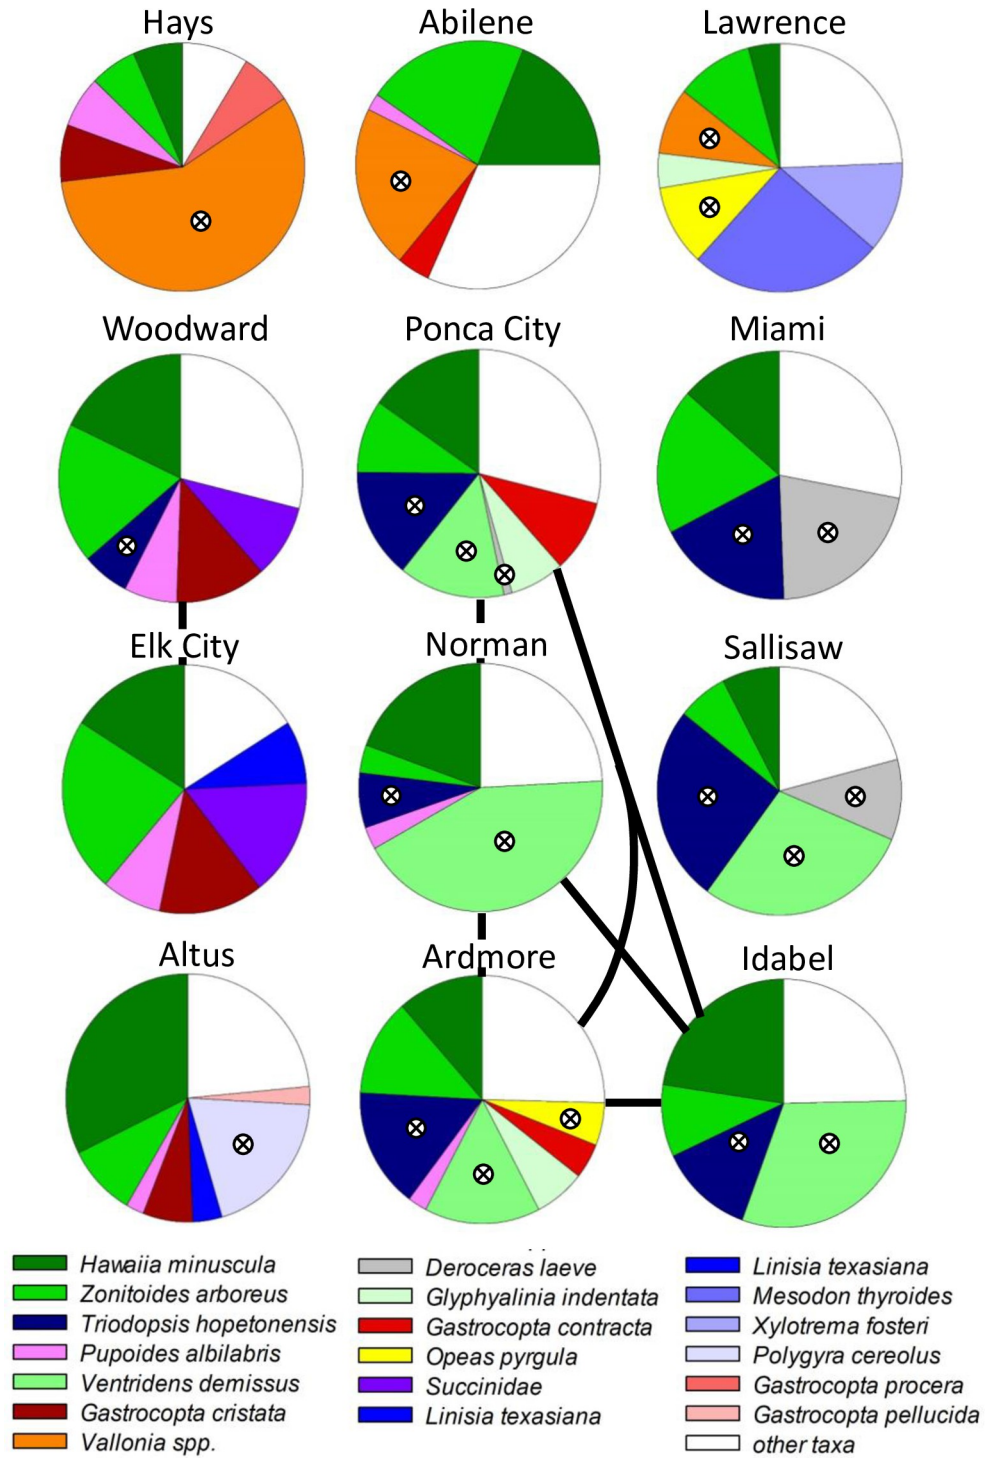 Hays
Abilene
Lawrence
Woodward
Ponca City
Miami
Elk City
Norman
Sallisaw
Altus
Ardmore
Idabel
Hawaiia minuscula
Zonitoides arboreus
Triodopsis hopetonensis
Pupoides albilabris
Ventridens demissus
Gastrocopta cristata
Vallonia spp.
Deroceras laeve
Glyphyalinia indentata
Gastrocopta contracta
Opeas pyrgula
Succinidae
Linisia texasiana
Linisia texasiana
Mesodon thyroides
Xylotrema fosteri
Polygyra cereolus
Gastrocopta procera
Gastrocopta pellucida
other taxa